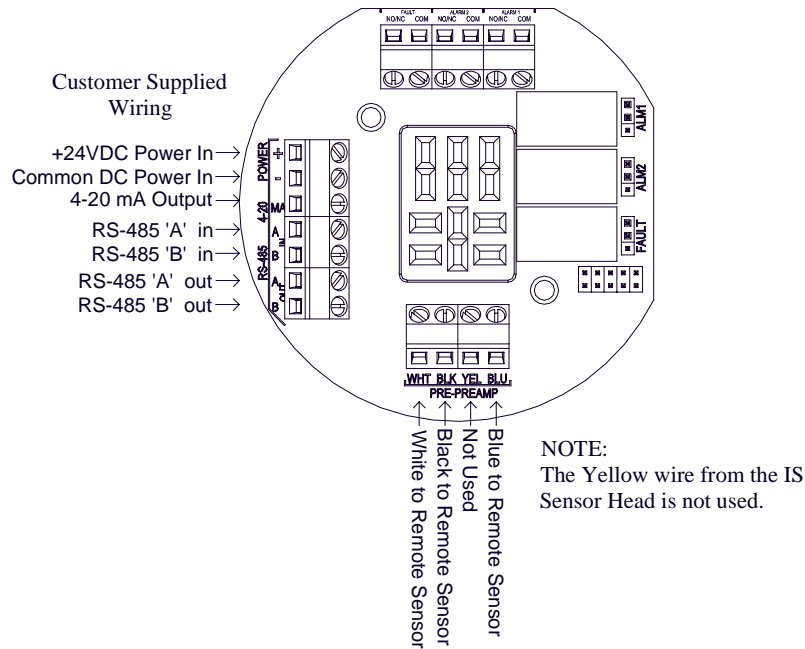 FAULT ALARM 2 ALARM 1
NO/NC COM NO/NC COM NO/NC COM
Customer Supplied
Wiring
+24VDC Power In
Common DC Power In
4-20 mA Output
RS-485 'A' in
RS-485 'B' in
RS-485 'A' out
RS-485 'B' out
POWER
+
-
4-20 MA
RS-485
A
IN
B
A
OUT
B
ALM1
ALM2
FAULT
WHT BLK YEL BLU
PRE-PREAMP
White to Remote Sensor
Black to Remote Sensor
Not Used
Blue to Remote Sensor
NOTE:
The Yellow wire from the IS
Sensor Head is not used.